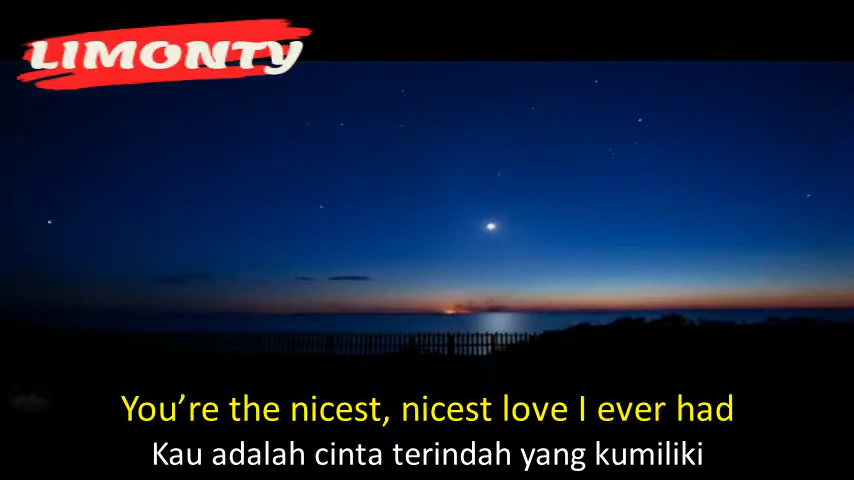 LIMONTY
You’re the nicest, nicest love I ever had
Kau adalah cinta terindah yang kumiliki